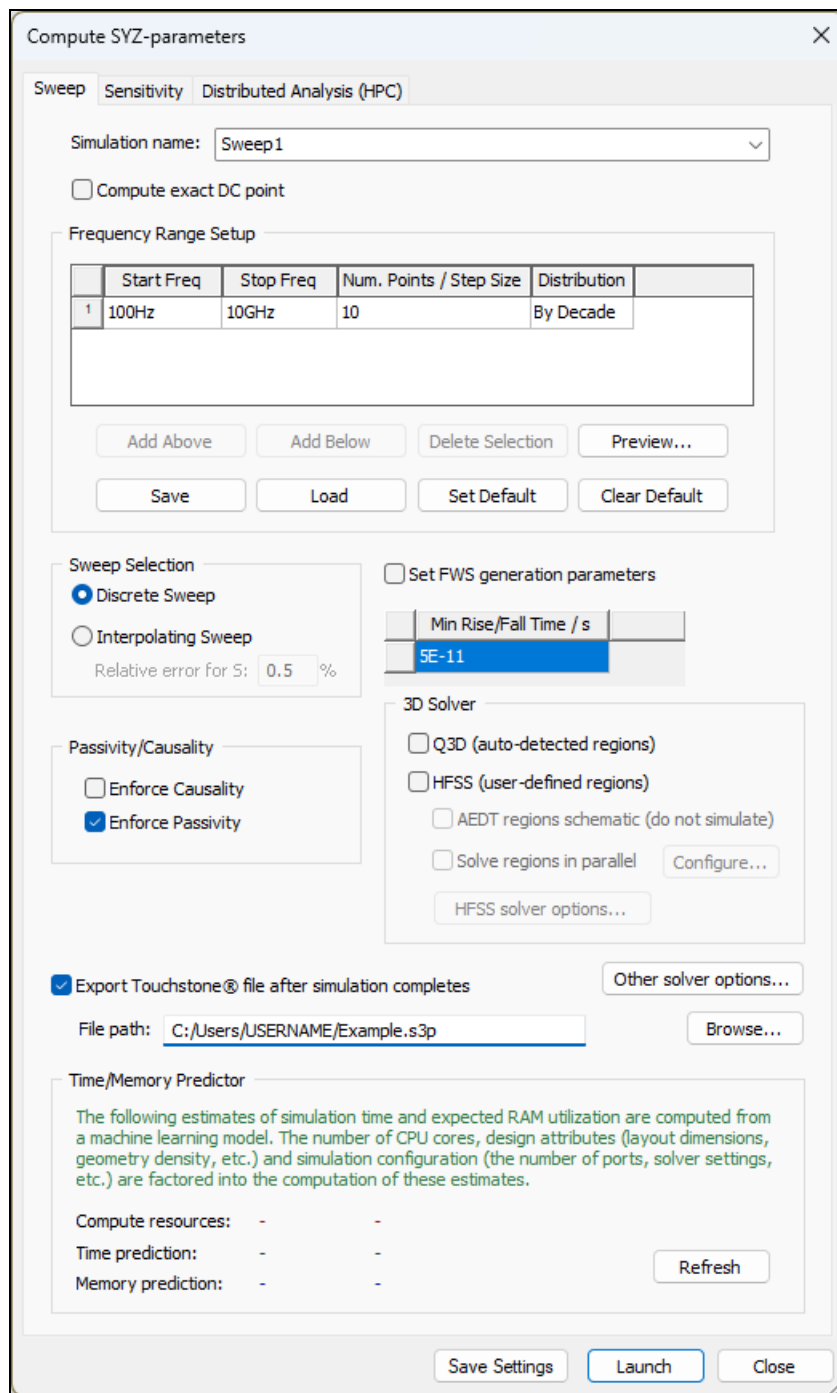 Compute SYZ-parameters
Sweep Sensitivity Distributed Analysis (HPC)
Simulation name: Sweep1
Compute exact DC point
Frequency Range Setup
Start Freq Stop Freq Num. Points / Step Size Distribution
1 100Hz 10GHz 10 By Decade
Add Above Add Below Delete Selection Preview...
Save Load Set Default Clear Default
Sweep Selection
Discrete Sweep
Interpolating Sweep
Relative error for S: 0.5 %
Set FWS generation parameters
Min Rise/Fall Time / s
5E-11
Passivity/Causality
Enforce Causality
Enforce Passivity
3D Solver
Q3D (auto-detected regions)
HFSS (user-defined regions)
AEDT regions schematic (do not simulate)
Solve regions in parallel Configure...
HFSS solver options...
Export Touchstone® file after simulation completes Other solver options...
File path: C:/Users/USERNAME/Example.s3p Browse...
Time/Memory Predictor
The following estimates of simulation time and expected RAM utilization are computed from
a machine learning model. The number of CPU cores, design attributes (layout dimensions,
geometry density, etc.) and simulation configuration (the number of ports, solver settings,
etc.) are factored into the computation of these estimates.
Compute resources: - -
Time prediction: - -
Memory prediction: - -
Refresh
Save Settings Launch Close